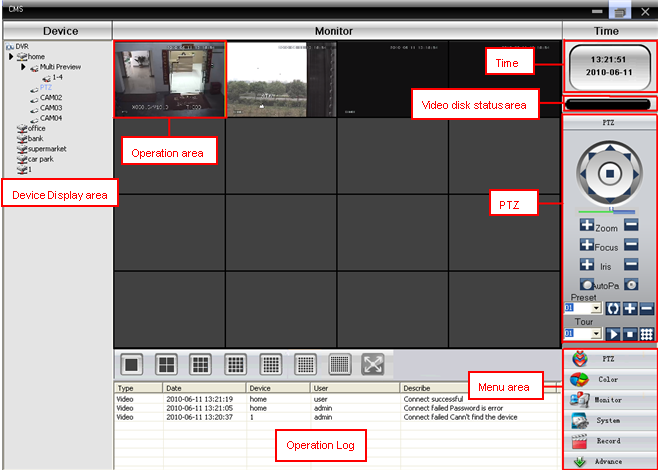 CMS
Device
Monitor
Time
DVR
home
Multi Preview
1-4
PTZ
CAM02
CAM03
CAM04
office
bank
supermarket
car park
1
Device Display area
Operation area
Time
13:21:51
2010-06-11
Video disk status area
PTZ
PTZ
Zoom
Focus
Iris
AutoPa
Preset
01
Tour
01
Menu area
PTZ
Color
Monitor
System
Record
Advance
Type Date Device User Describe
Video 2010-06-11 13:21:19 home user Connect successful
Video 2010-06-11 13:21:05 home admin Connect failed Password is error
Video 2010-06-11 13:20:37 1 admin Connect failed Cann't find the device
Operation Log